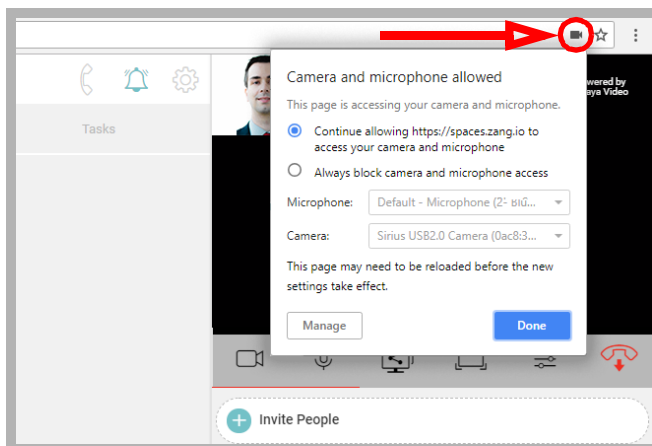 Camera and microphone allowed
wered by
aya Video
This page is accessing your camera and microphone.
Tasks
Continue allowing https://spaces.zang.io to
access your camera and microphone
Always block camera and microphone access
Microphone:
Default - Microphone (2-
Camera:
Sirius USB2.0 Camera (0ac8:3...
This page may need to be reloaded before the new
settings take effect.
Manage
Done
Invite People